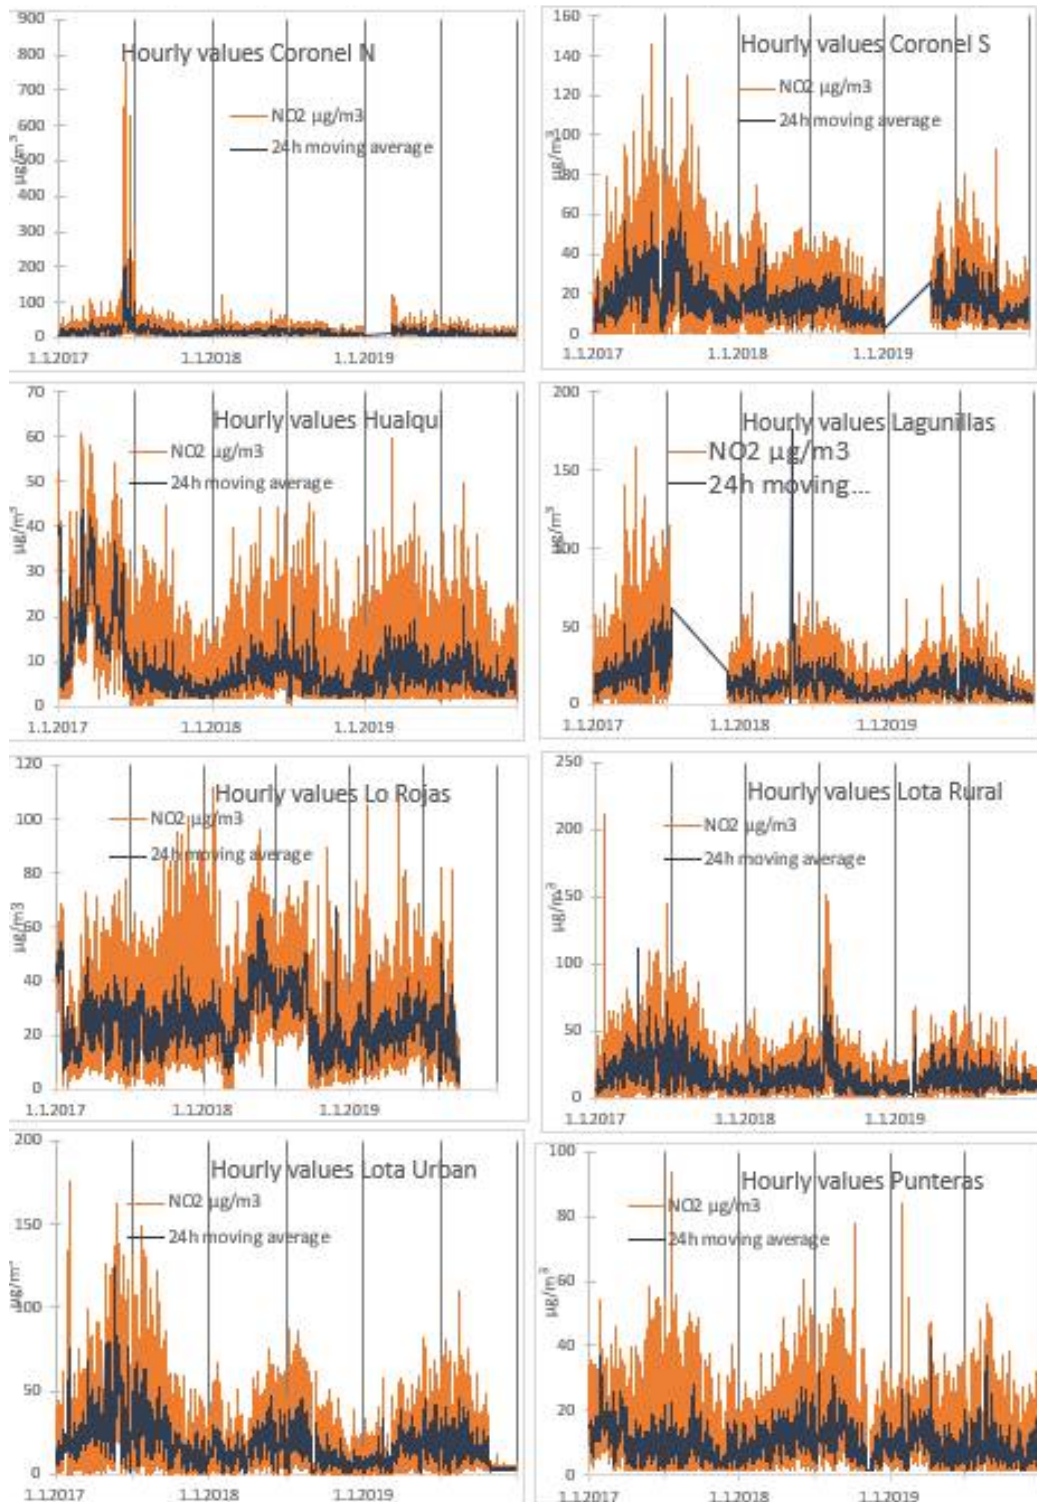 Hourly values Coronel N
NO2 µg/m3
24h moving average
µg/m³
900
800
700
600
500
400
300
200
100
0
1.1.2017
1.1.2018
1.1.2019
Hourly values Coronel S
NO2 µg/m3
24h moving average
µg/m³
160
140
120
100
80
60
40
20
0
1.1.2017
1.1.2018
1.1.2019
Hourly values Hualqui
NO2 µg/m3
24h moving average
µg/m³
70
60
50
40
30
20
10
0
1.1.2017
1.1.2018
1.1.2019
Hourly values Lagunillas
NO2 µg/m3
24h moving...
µg/m³
200
150
100
50
0
1.1.2017
1.1.2018
1.1.2019
Hourly values Lo Rojas
NO2 µg/m3
24h moving average
µg/m3
120
100
80
60
40
20
0
1.1.2017
1.1.2018
1.1.2019
Hourly values Lota Rural
NO2 µg/m3
24h moving average
µg/m³
250
200
150
100
50
0
1.1.2017
1.1.2018
1.1.2019
Hourly values Lota Urban
NO2 µg/m3
24h moving average
µg/m³
200
150
100
50
0
1.1.2017
1.1.2018
1.1.2019
Hourly values Punteras
NO2 µg/m3
24h moving average
µg/m³
100
80
60
40
20
0
1.1.2017
1.1.2018
1.1.2019